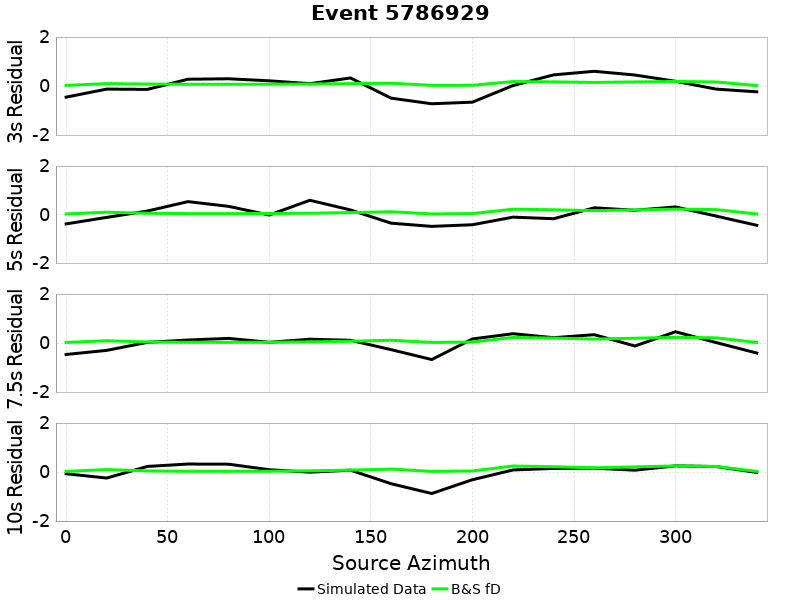 Event 5786929
3s Residual
2
0
-2
5s Residual
2
0
-2
7.5s Residual
2
0
-2
10s Residual
2
0
-2
0 50 100 150 200 250 300
Source Azimuth
Simulated Data B&S fD